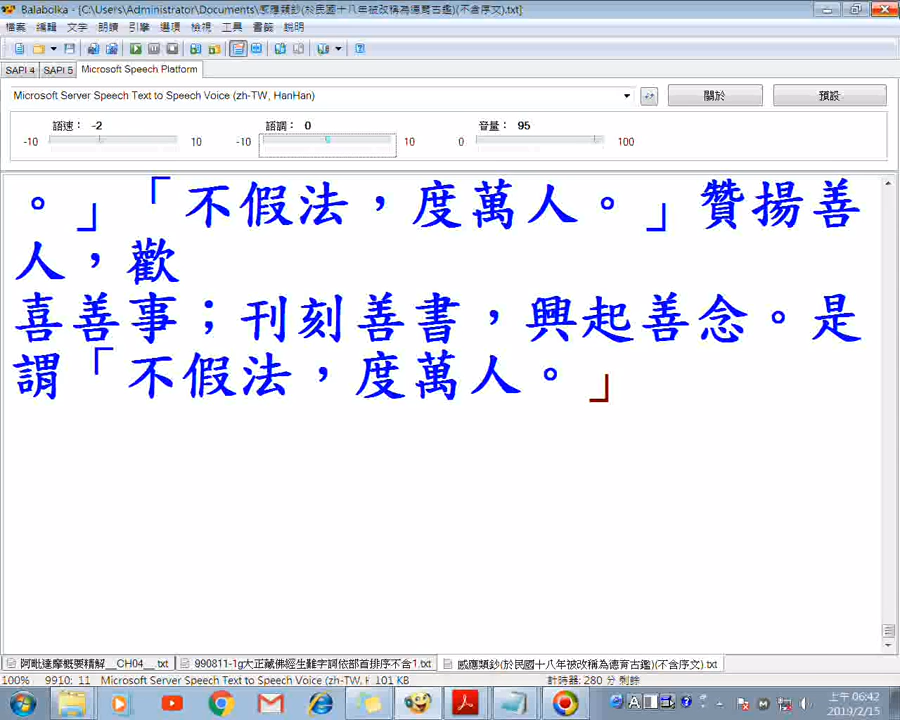 Balabolka - [C:\Users\Administrator\Documents\感應類鈔(於民國十八年被改稱為德育古鑑)(不含序文).txt]
檔案 編輯 文字 朗讀 引擎 選項 檢視 工具 書籤 說明
SAPI 4 SAPI 5 Microsoft Speech Platform
Microsoft Server Speech Text to Speech Voice (zh-TW, HanHan) 關於 預設
語速： -2 語調： 0 音量： 95
-10 10 -10 10 0 100
。」「不假法，度萬人。」贊揚善
人，歡
喜善事；刊刻善書，興起善念。是
謂「不假法，度萬人。」
阿毗達摩概要精解__CH04__.txt 990811-1g大正藏佛經生難字詞依部首排序不含1.txt 感應類鈔(於民國十八年被改稱為德育古鑑)(不含序文).txt
100% 9910: 11 Microsoft Server Speech Text to Speech Voice (zh-TW, H 101 KB 計時器: 280 分 剩餘
上午 06:42
2019/2/15